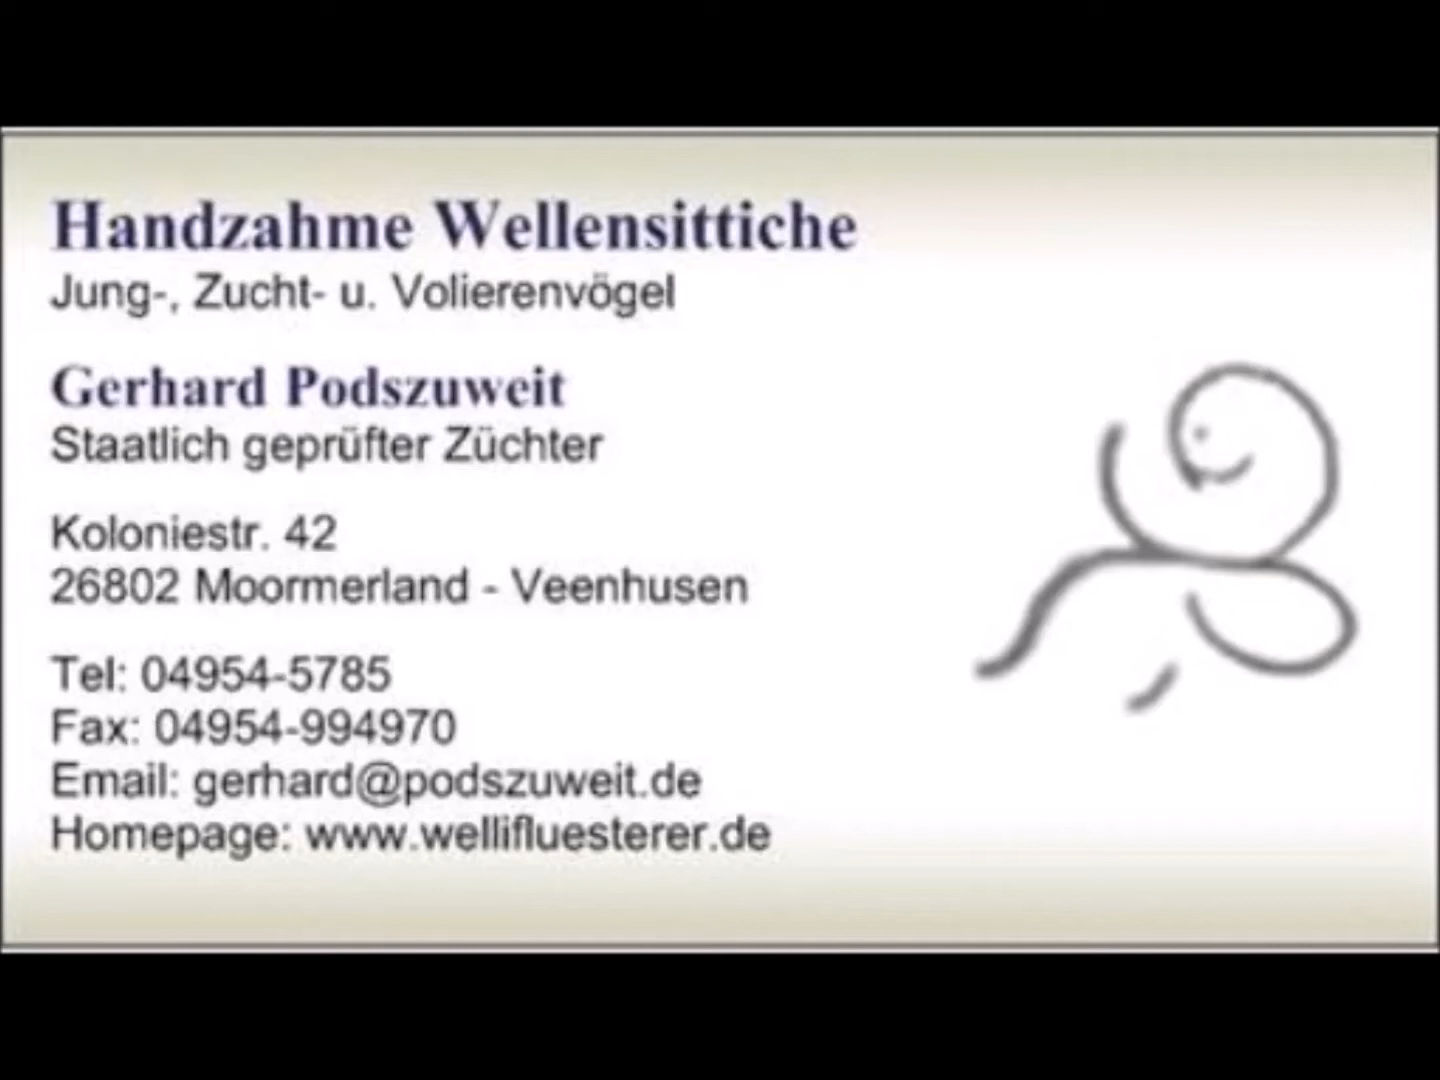 Handzahme Wellensittiche
Jung-, Zucht- u. Volierenvögel
Gerhard Podszuweit
Staatlich geprüfter Züchter
Koloniestr. 42
26802 Moormerland - Veenhusen
Tel: 04954-5785
Fax: 04954-994970
Email: gerhard@podszuweit.de
Homepage: www.wellifluesterer.de